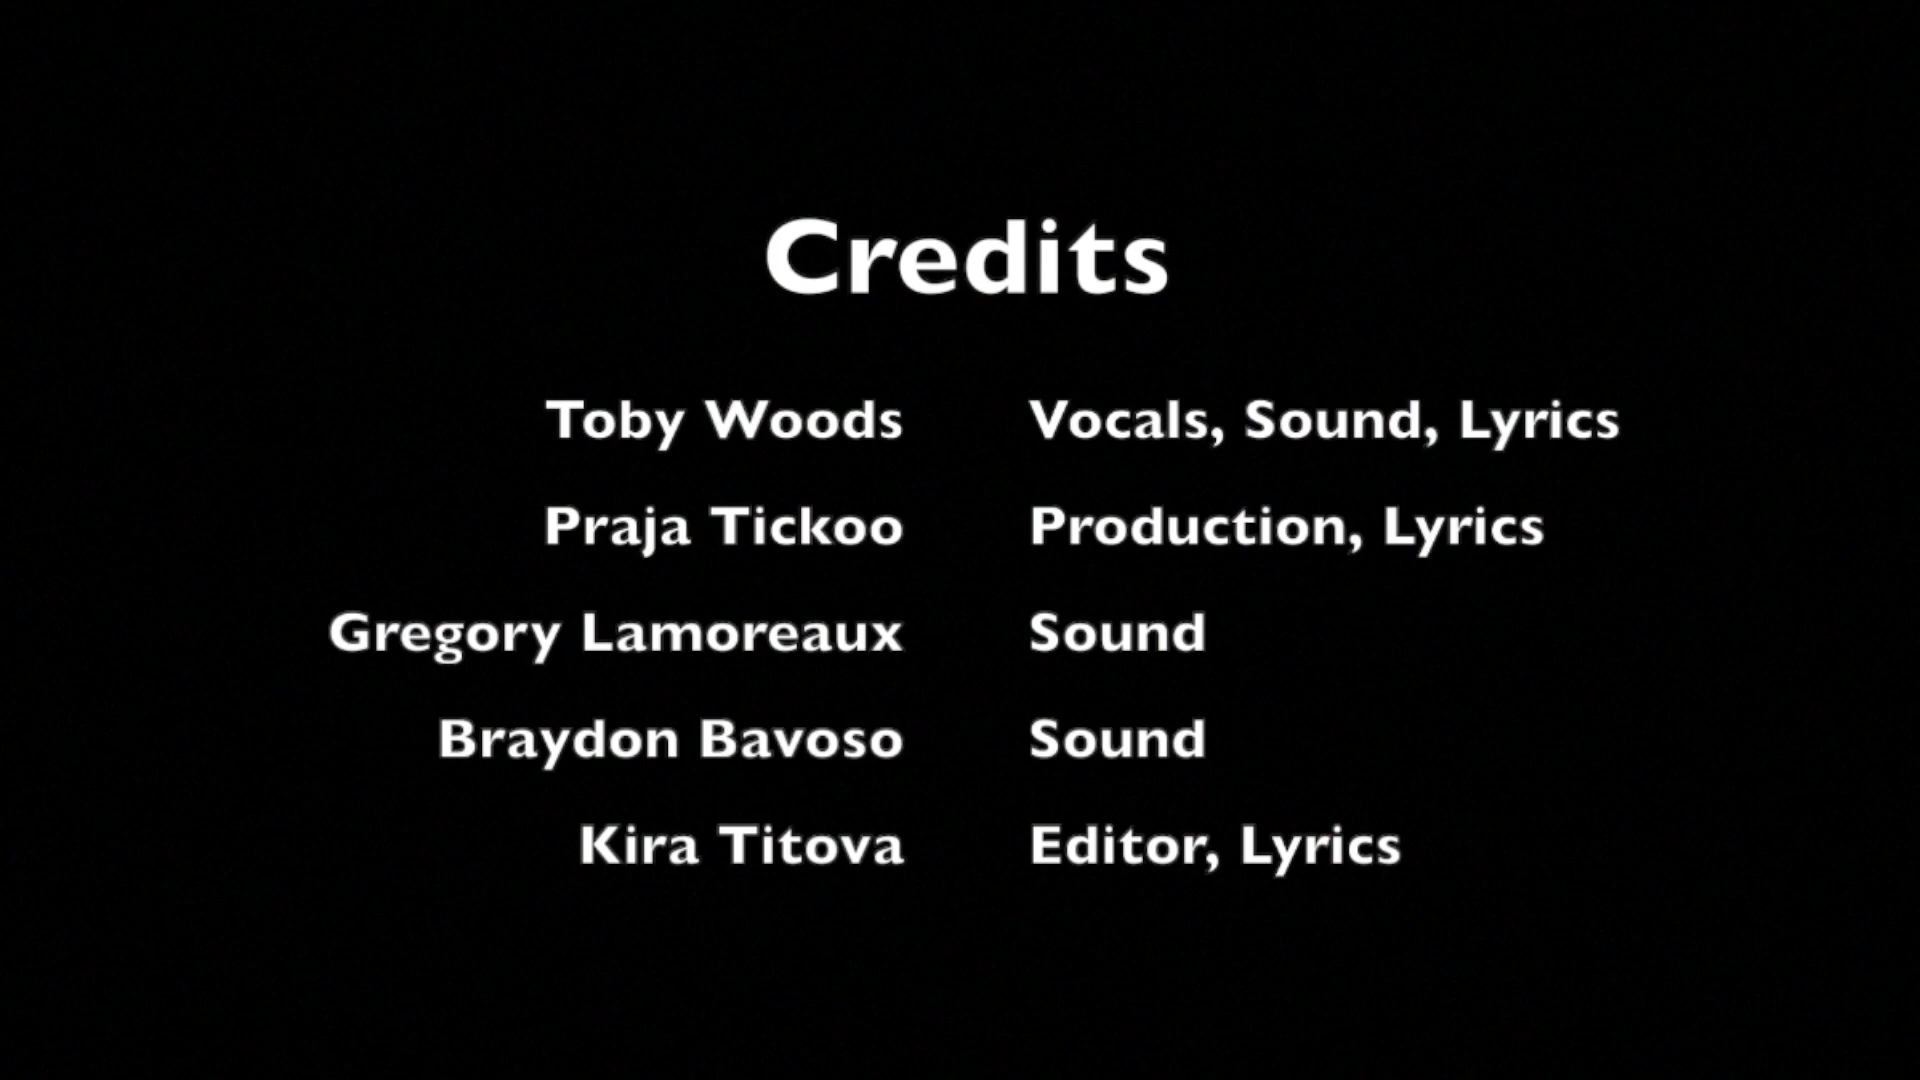 Credits
Toby Woods Vocals, Sound, Lyrics
Praja Tickoo Production, Lyrics
Gregory Lamoreaux Sound
Braydon Bavoso Sound
Kira Titova Editor, Lyrics